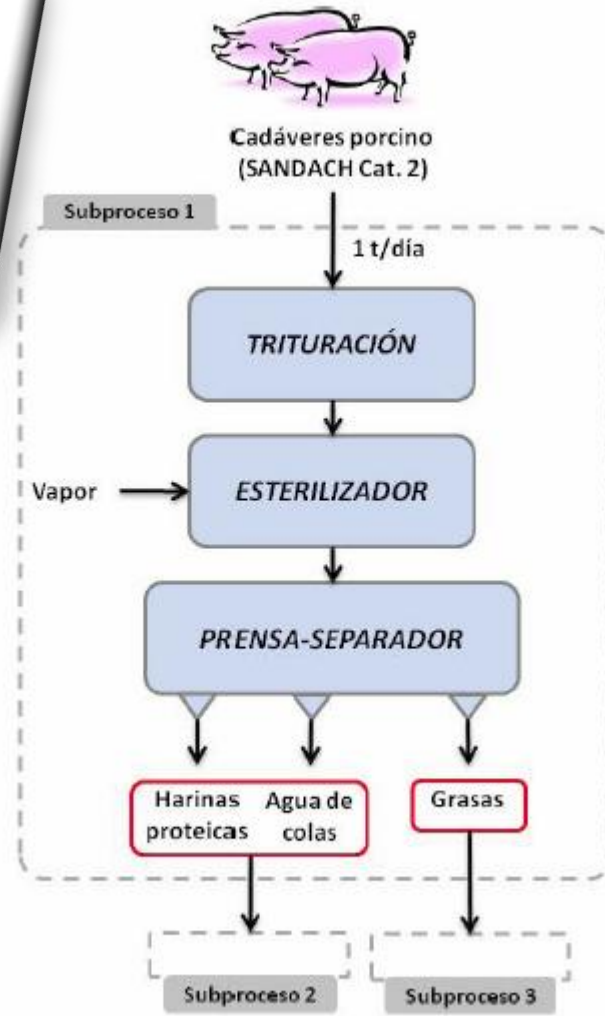 Cadáveres porcino
(SANDACH Cat. 2)
Subproceso 1
1 t/día
TRITURACIÓN
Vapor
ESTERILIZADOR
PRENSA-SEPARADOR
Harinas
proteicas
Agua de
colas
Grasas
Subproceso 2
Subproceso 3